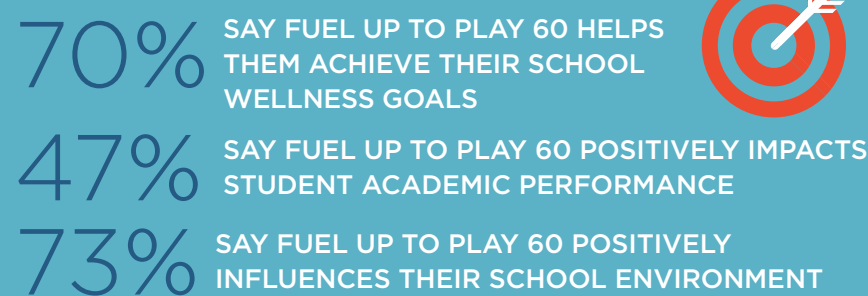 70% SAY FUEL UP TO PLAY 60 HELPS
THEM ACHIEVE THEIR SCHOOL
WELLNESS GOALS
47% SAY FUEL UP TO PLAY 60 POSITIVELY IMPACTS
STUDENT ACADEMIC PERFORMANCE
73% SAY FUEL UP TO PLAY 60 POSITIVELY
INFLUENCES THEIR SCHOOL ENVIRONMENT